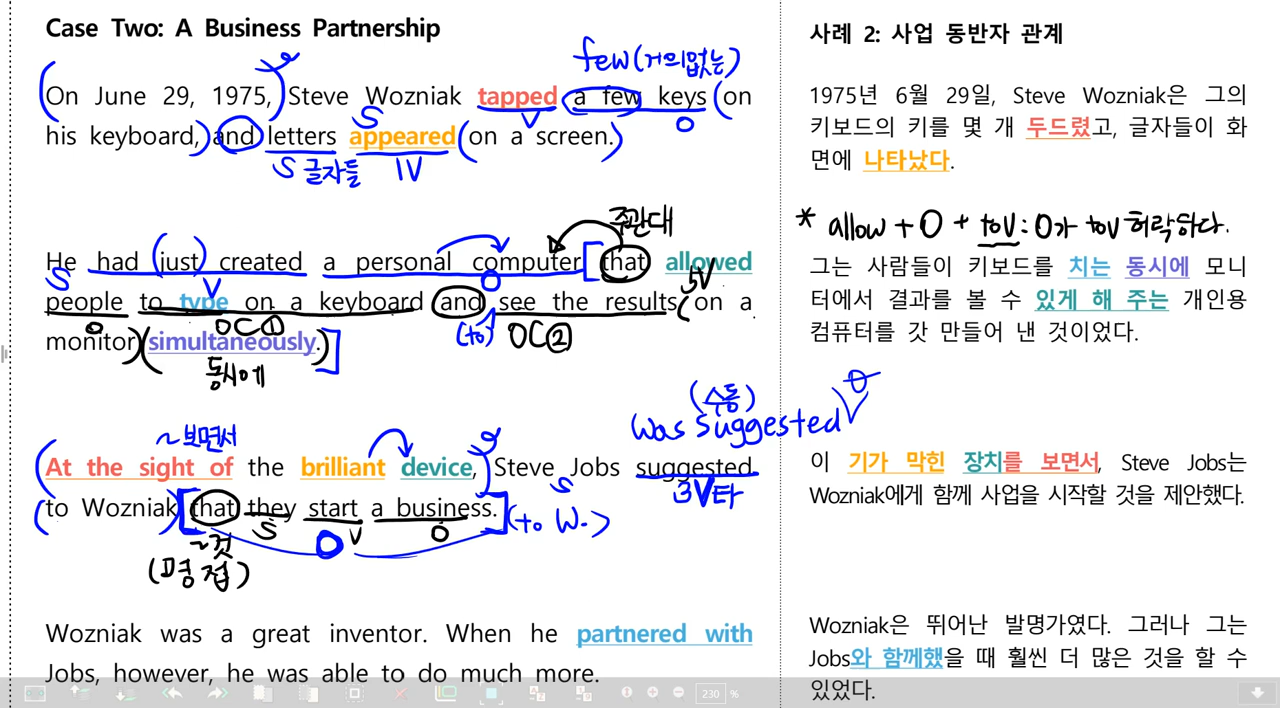 Case Two: A Business Partnership
few(거의없는)
(On June 29, 1975,) Steve Wozniak tapped a few keys (on
S V O
his keyboard,) and letters appeared (on a screen.)
S 글자들 1V
주관대
He had (just) created a personal computer [that allowed
S V O 5V
people to type on a keyboard and see the results (on a
O OC① (to) OC②
monitor) (simultaneously.)]
동시에
(수동)
was suggested
~보면서
(At the sight of the brilliant device,) Steve Jobs suggested
S 3V타
(to Wozniak) [that they start a business.] (to W.)
S V O
~것 O
(명접)
Wozniak was a great inventor. When he partnered with
Jobs, however, he was able to do much more.
사례 2: 사업 동반자 관계
1975년 6월 29일, Steve Wozniak은 그의
키보드의 키를 몇 개 두드렸고, 글자들이 화
면에 나타났다.
* allow + O + to V : O가 to V 허락하다.
그는 사람들이 키보드를 치는 동시에 모니
터에서 결과를 볼 수 있게 해 주는 개인용
컴퓨터를 갓 만들어 낸 것이었다.
이 기가 막힌 장치를 보면서, Steve Jobs는
Wozniak에게 함께 사업을 시작할 것을 제안했다.
Wozniak은 뛰어난 발명가였다. 그러나 그는
Jobs와 함께했을 때 훨씬 더 많은 것을 할 수
있었다.
230 %